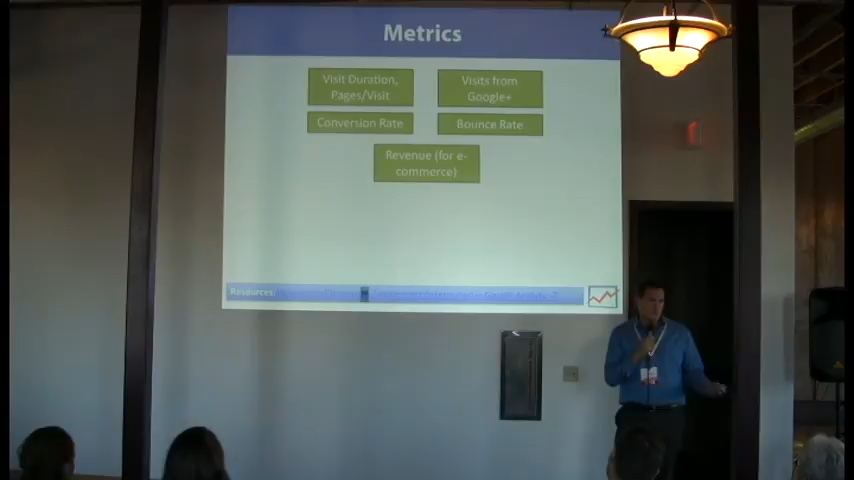 Metrics
Visit Duration,
Pages/Visit
Visits from
Google+
Conversion Rate
Bounce Rate
Revenue (for e-
commerce)
Resources: